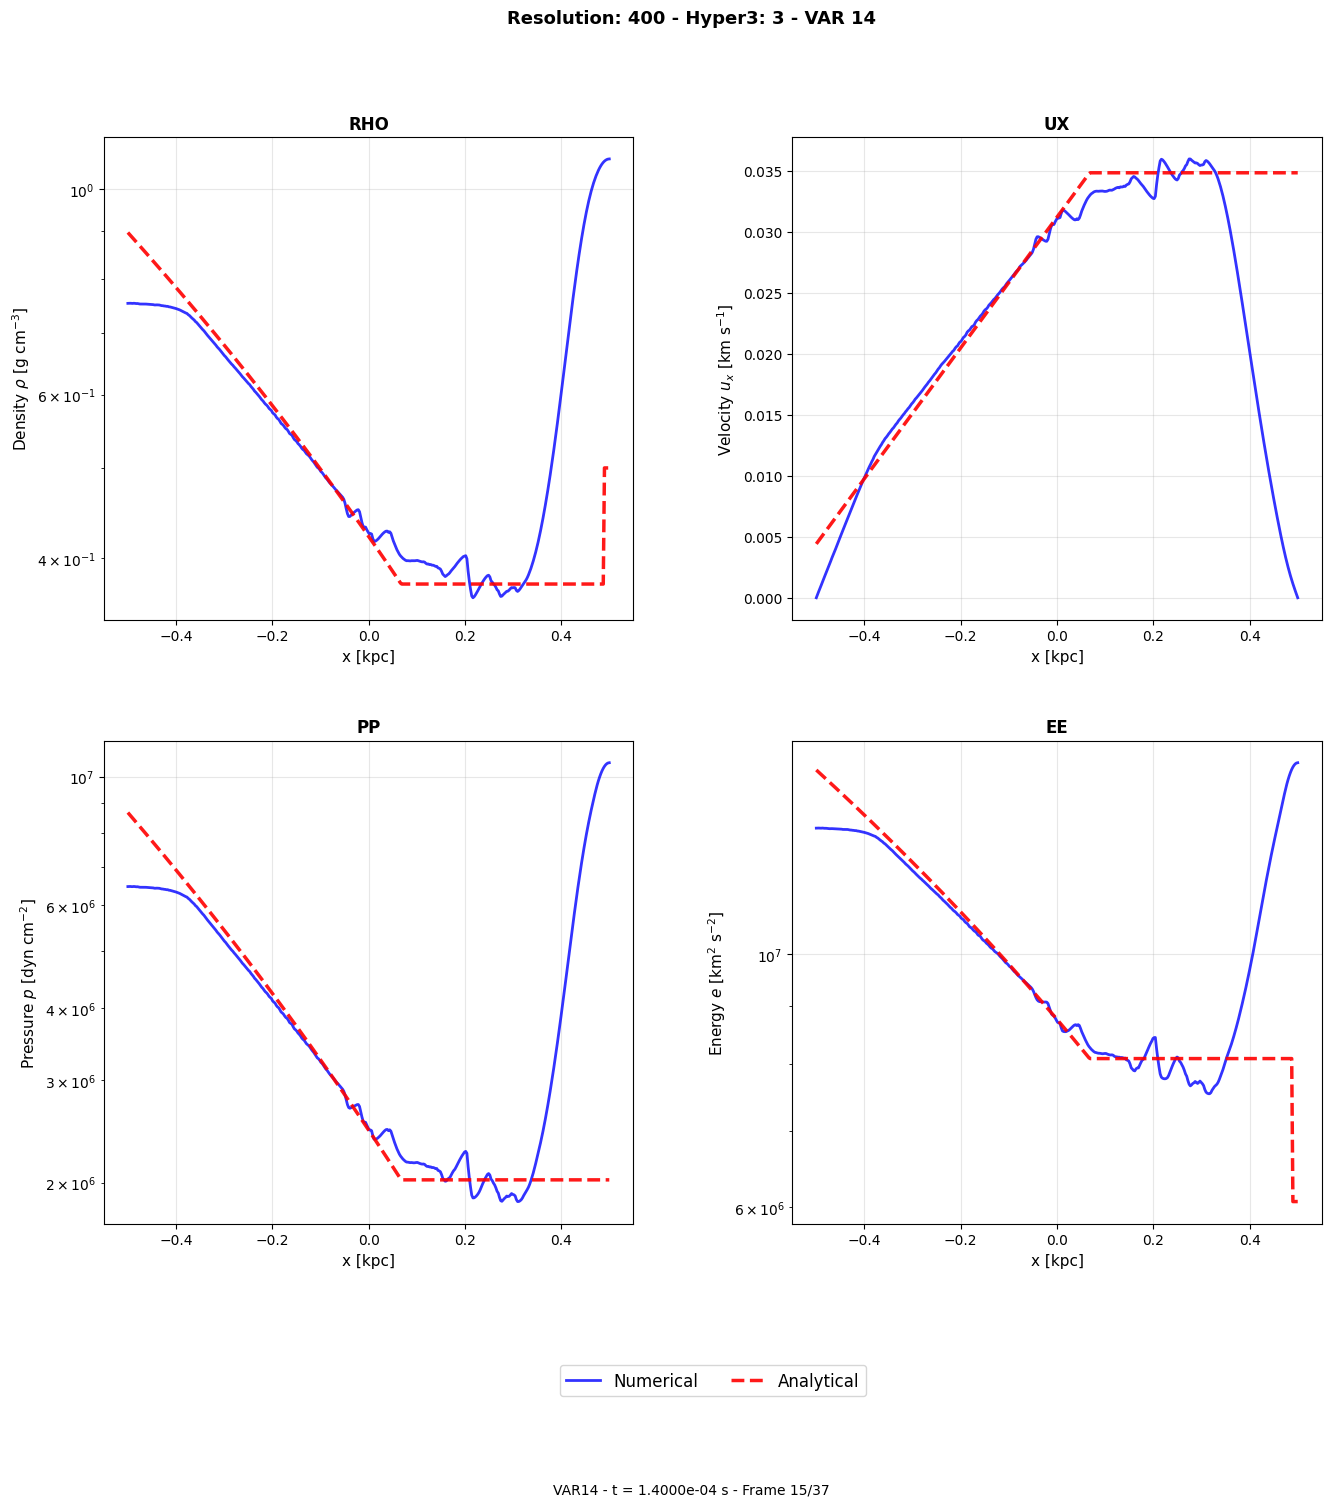 Resolution: 400 - Hyper3: 3 - VAR 14
RHO
UX
Density ρ [g cm⁻³]
10⁰
6 × 10⁻¹
4 × 10⁻¹
−0.4 −0.2 0.0 0.2 0.4
x [kpc]
Velocity uₓ [km s⁻¹]
0.035
0.030
0.025
0.020
0.015
0.010
0.005
0.000
−0.4 −0.2 0.0 0.2 0.4
x [kpc]
PP
EE
Pressure p [dyn cm⁻²]
10⁷
6 × 10⁶
4 × 10⁶
3 × 10⁶
2 × 10⁶
−0.4 −0.2 0.0 0.2 0.4
x [kpc]
Energy e [km² s⁻²]
10⁷
6 × 10⁶
−0.4 −0.2 0.0 0.2 0.4
x [kpc]
Numerical Analytical
VAR14 - t = 1.4000e-04 s - Frame 15/37